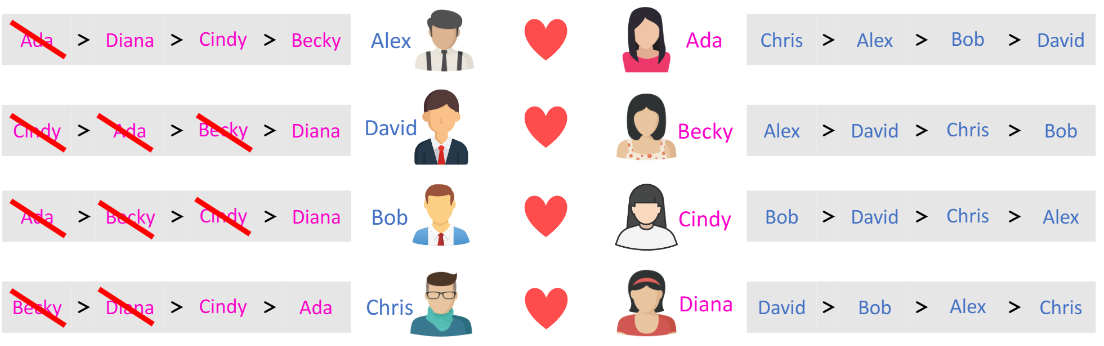 Ada > Diana > Cindy > Becky Alex Ada Chris > Alex > Bob > David
Cindy > Ada > Becky > Diana David Becky Alex > David > Chris > Bob
Ada > Becky > Cindy > Diana Bob Cindy Bob > David > Chris > Alex
Becky > Diana > Cindy > Ada Chris Diana David > Bob > Alex > Chris